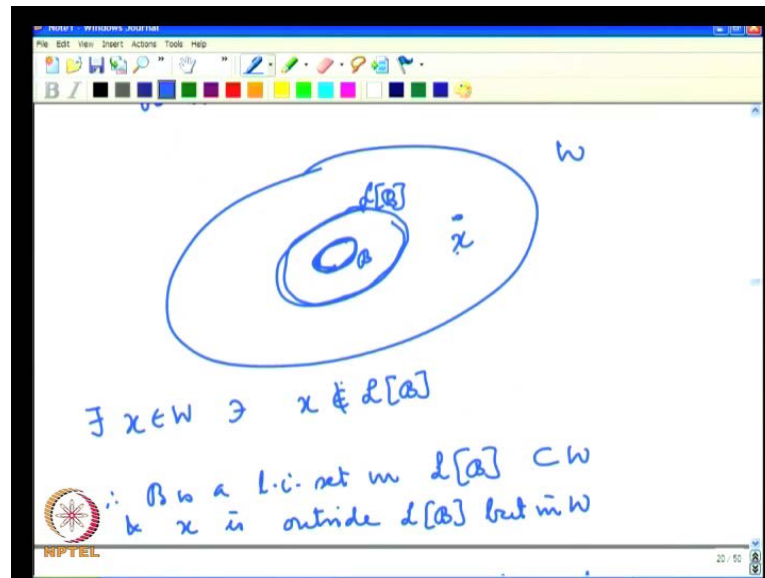 Note1 - Windows Journal
File Edit View Insert Actions Tools Help
B I
W
L[B]
B
x
∃ x ∈ W ∋ x ∉ L[B]
∴ B is a l.i. set in L[B] ⊂ W
& x is outside L[B] but in W
NPTEL
20 / 50